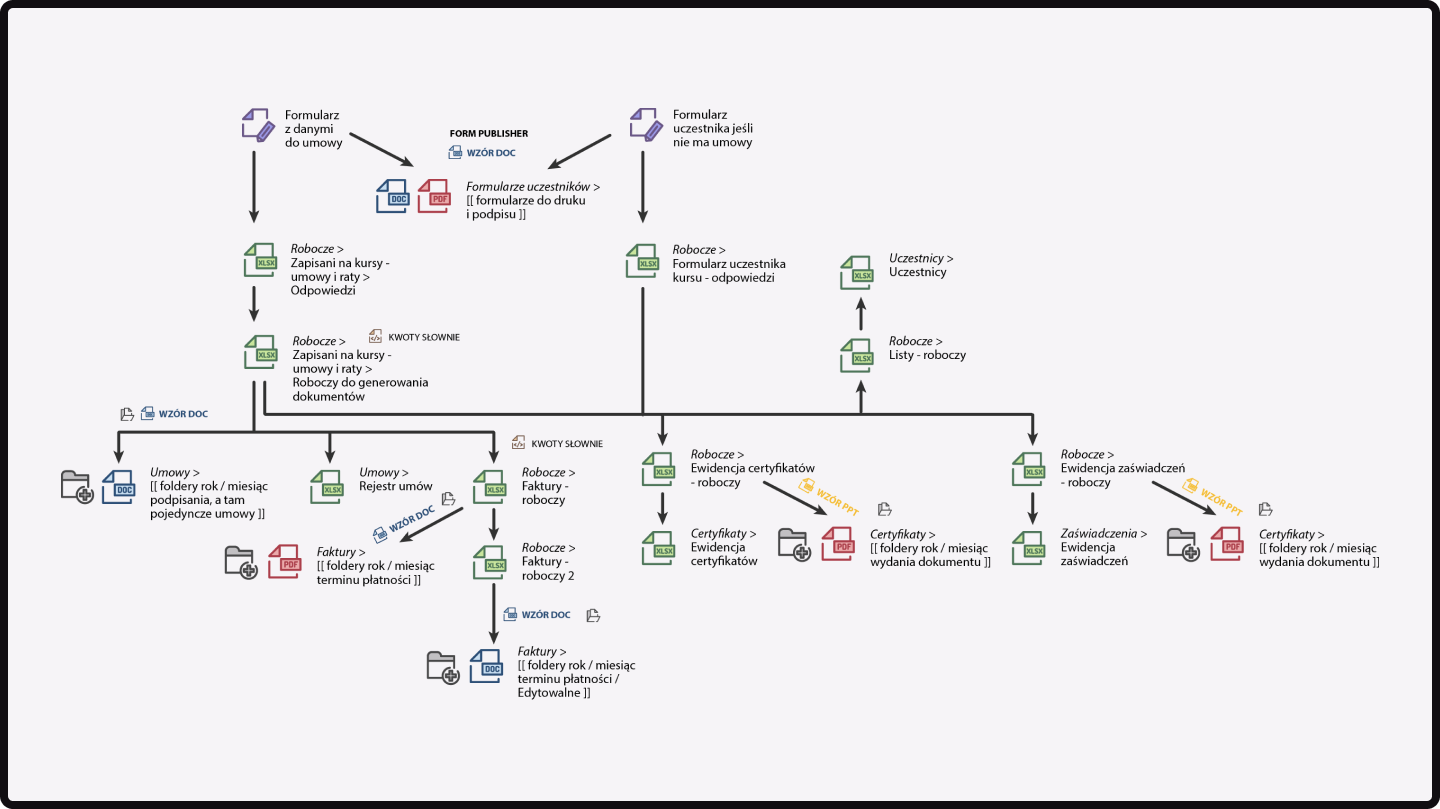 Formularz
z danymi
do umowy
FORM PUBLISHER
WZÓR DOC
Formularz
uczestnika jeśli
nie ma umowy
DOC
PDF
Formularze uczestników >
[[ formularze do druku
i podpisu ]]
XLSX
Robocze >
Zapisani na kursy -
umowy i raty >
Odpowiedzi
XLSX
Robocze >
Formularz uczestnika
kursu - odpowiedzi
XLSX
Uczestnicy >
Uczestnicy
XLSX
Robocze >
Zapisani na kursy -
umowy i raty >
Roboczy do generowania
dokumentów
</> KWOTY SŁOWNIE
XLSX
Robocze >
Listy - roboczy
WZÓR DOC
</> KWOTY SŁOWNIE
DOC
Umowy >
[[ foldery rok / miesiąc
podpisania, a tam
pojedyncze umowy ]]
XLSX
Umowy >
Rejestr umów
XLSX
Robocze >
Faktury -
roboczy
XLSX
Robocze >
Ewidencja certyfikatów
- roboczy
WZÓR PPT
XLSX
Robocze >
Ewidencja zaświadczeń
- roboczy
WZÓR PPT
WZÓR DOC
PDF
Faktury >
[[ foldery rok / miesiąc
terminu płatności ]]
XLSX
Robocze >
Faktury -
roboczy 2
XLSX
Certyfikaty >
Ewidencja
certyfikatów
PDF
Certyfikaty >
[[ foldery rok / miesiąc
wydania dokumentu ]]
XLSX
Zaświadczenia >
Ewidencja
zaświadczeń
PDF
Certyfikaty >
[[ foldery rok / miesiąc
wydania dokumentu ]]
WZÓR DOC
DOC
Faktury >
[[ foldery rok / miesiąc
terminu płatności /
Edytowalne ]]